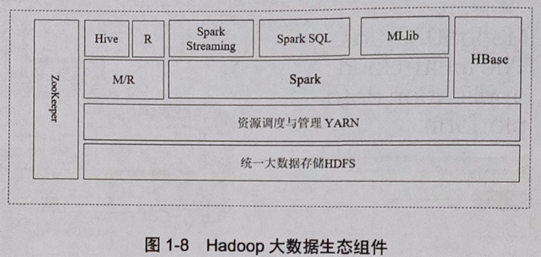 ZooKeeper
Hive
R
Spark
Streaming
Spark SQL
MLlib
HBase
M/R
Spark
资源调度与管理 YARN
统一大数据存储HDFS
图 1-8 Hadoop 大数据生态组件